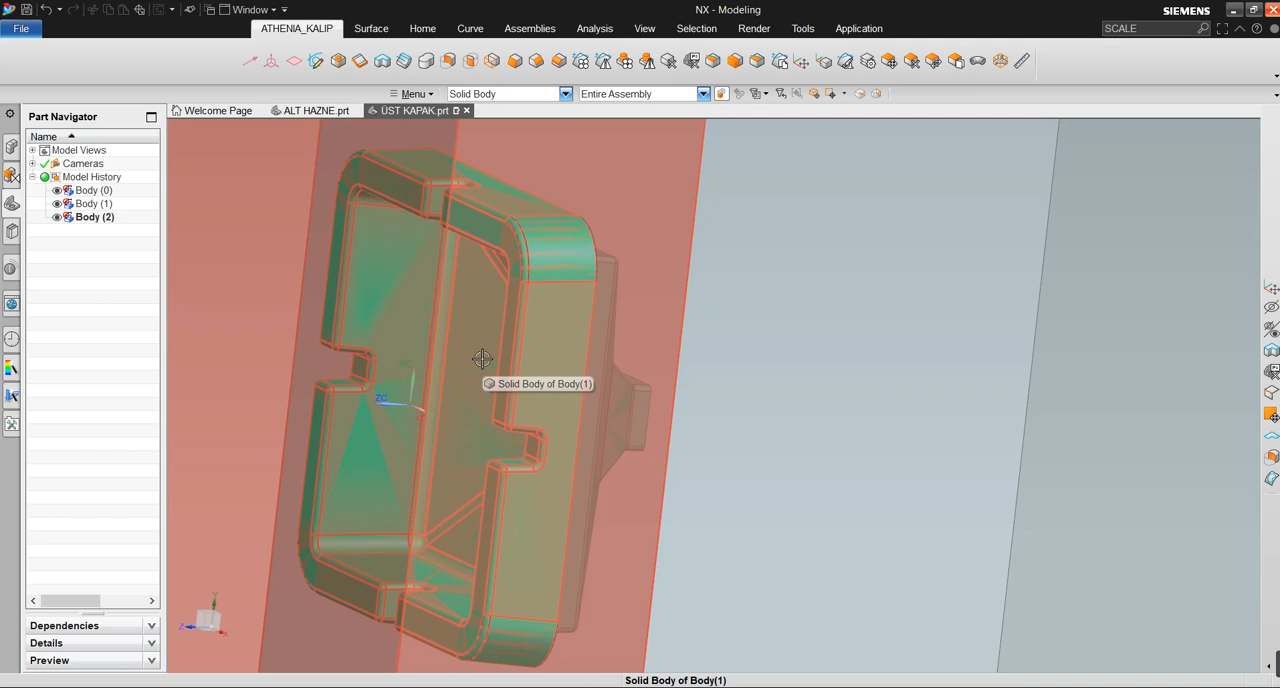 Window
NX - Modeling
SIEMENS
File
ATHENIA_KALIP
Surface
Home
Curve
Assemblies
Analysis
View
Selection
Render
Tools
Application
SCALE
Menu
Solid Body
Entire Assembly
Part Navigator
Welcome Page
ALT HAZNE.prt
ÜST KAPAK.prt
Name
Model Views
Cameras
Model History
Body (0)
Body (1)
Body (2)
YC
ZC
Solid Body of Body(1)
Y
Z
X
Dependencies
Details
Preview
Solid Body of Body(1)